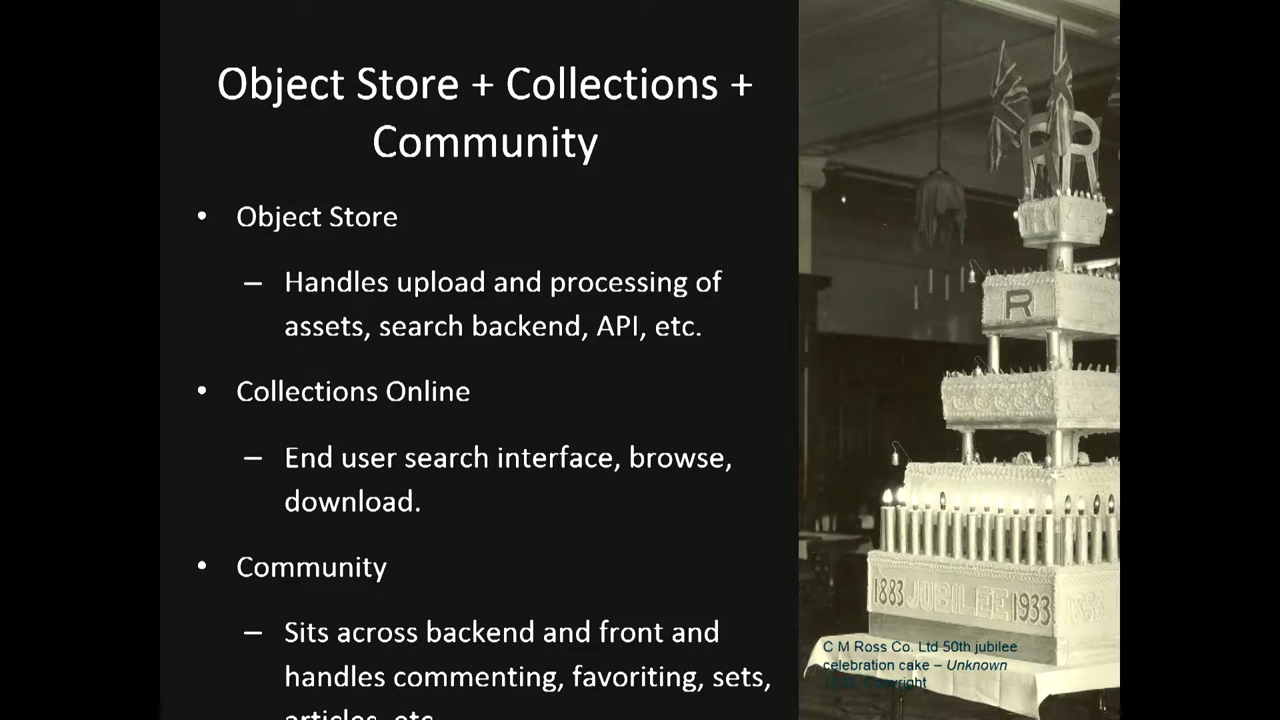 Object Store + Collections +
Community
• Object Store
– Handles upload and processing of
assets, search backend, API, etc.
• Collections Online
– End user search interface, browse,
download.
• Community
– Sits across backend and front and
handles commenting, favoriting, sets,
articles, etc.
R
R
1883 JUBILEE 1933
C M Ross Co. Ltd 50th jubilee
celebration cake – Unknown